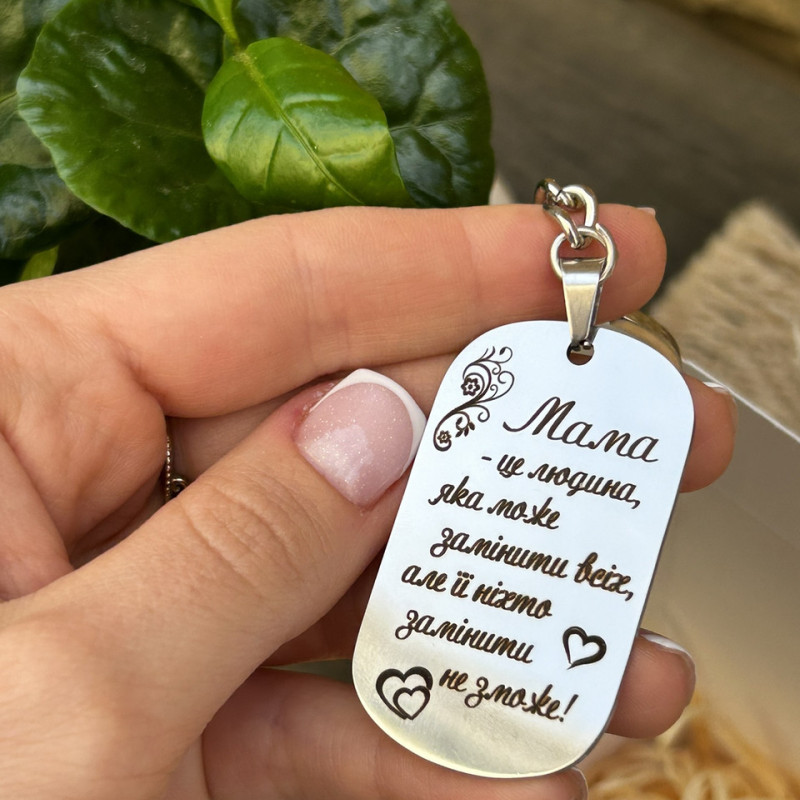 Мама
- це людина,
яка може
замінити всіх,
але її ніхто
замінити
не зможе!